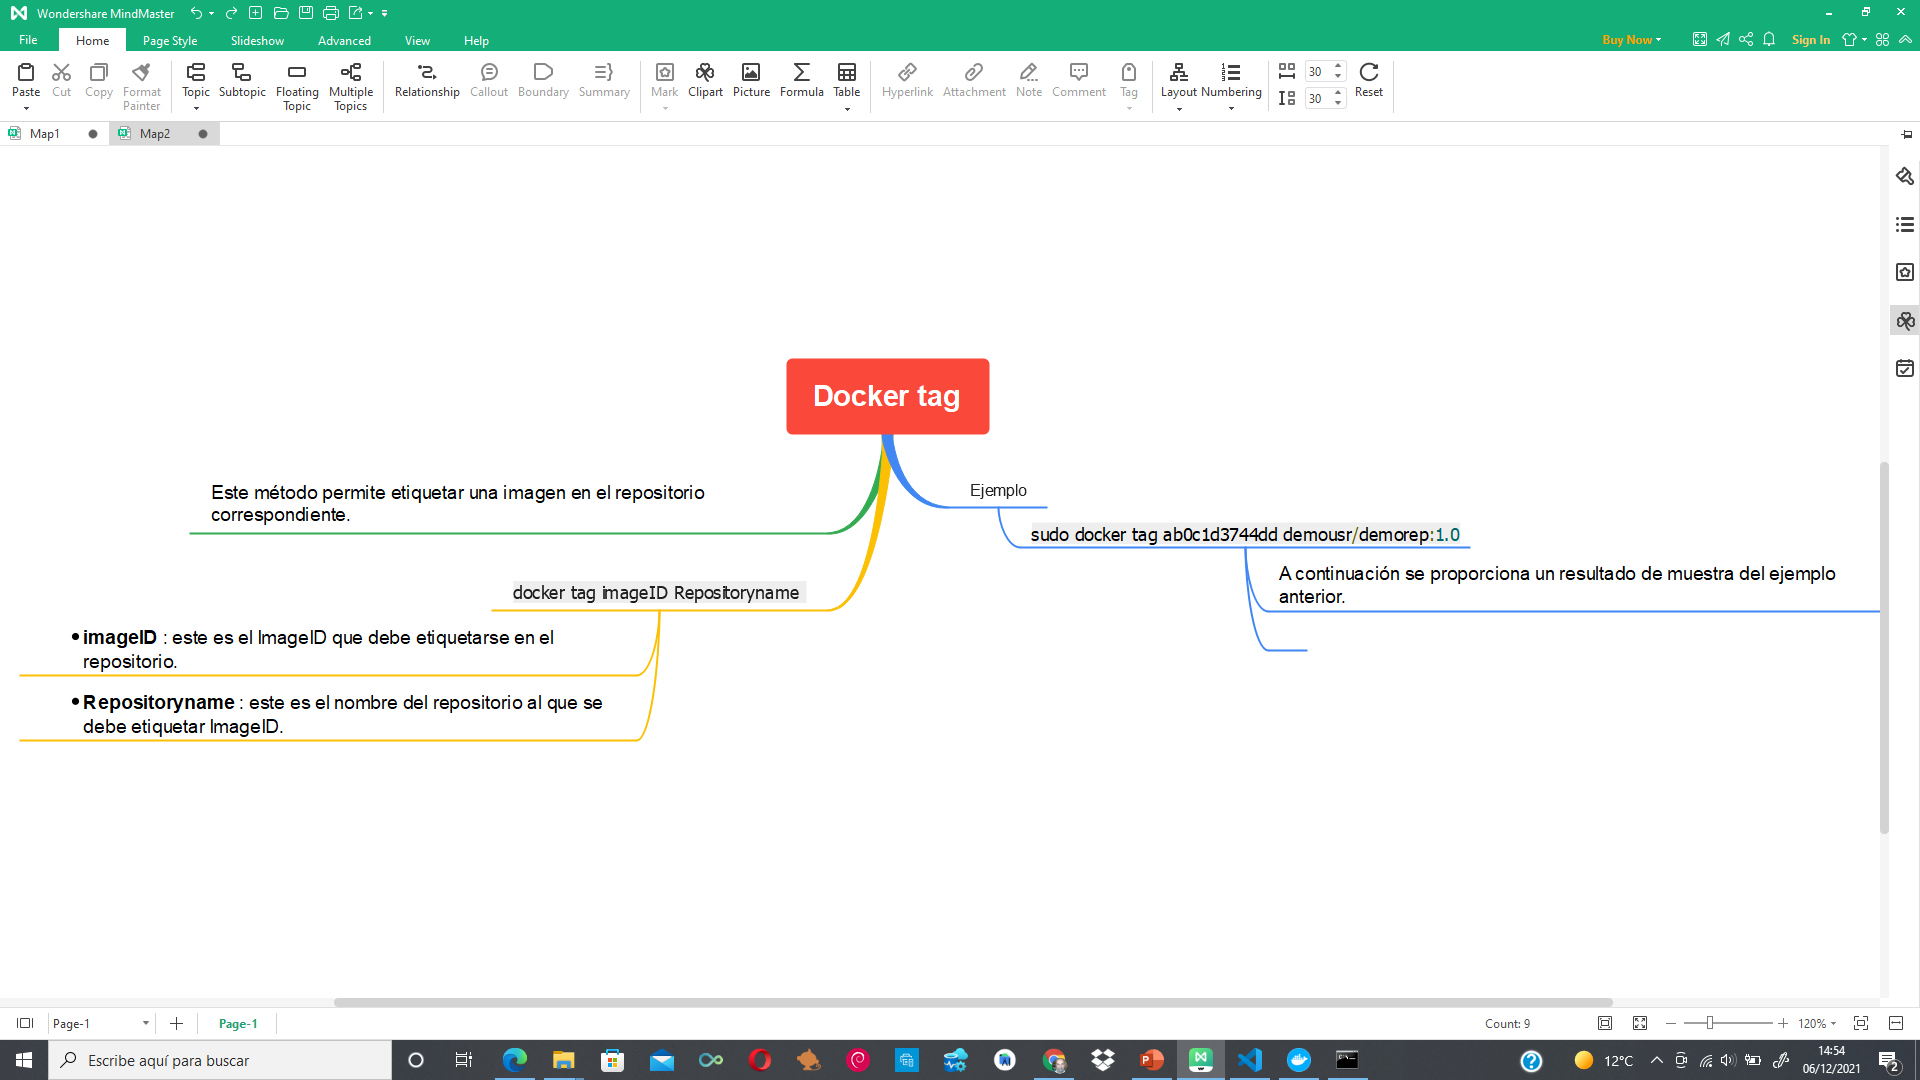 Wondershare MindMaster
File Home Page Style Slideshow Advanced View Help
Buy Now Sign In
Paste Cut Copy Format Painter Topic Subtopic Floating Topic Multiple Topics Relationship Callout Boundary Summary Mark Clipart Picture Formula Table Hyperlink Attachment Note Comment Tag Layout Numbering 30 30 Reset
Map1 Map2
Docker tag
Este método permite etiquetar una imagen en el repositorio
correspondiente.
docker tag imageID Repositoryname
• imageID : este es el ImageID que debe etiquetarse en el
repositorio.
• Repositoryname : este es el nombre del repositorio al que se
debe etiquetar ImageID.
Ejemplo
sudo docker tag ab0c1d3744dd demousr/demorep:1.0
A continuación se proporciona un resultado de muestra del ejemplo
anterior.
Page-1 Page-1 Count: 9 120%
Escribe aquí para buscar
12°C
14:54
06/12/2021
2